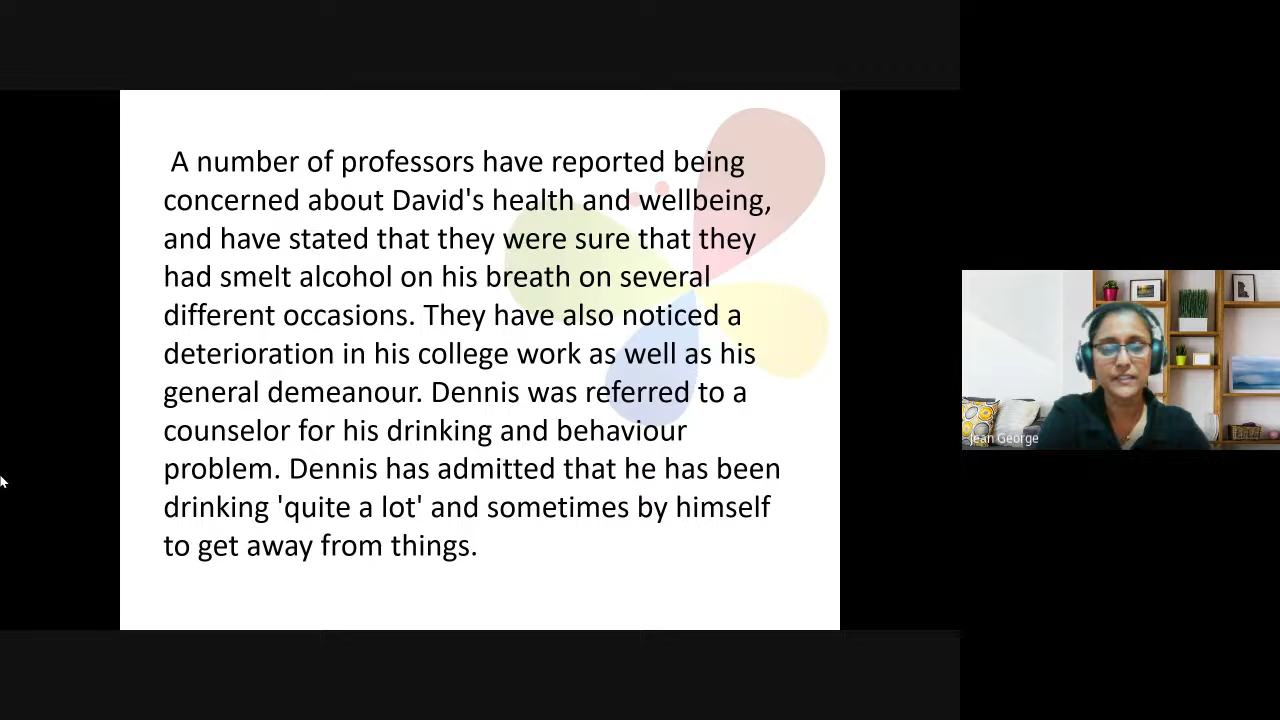 A number of professors have reported being
concerned about David's health and wellbeing,
and have stated that they were sure that they
had smelt alcohol on his breath on several
different occasions. They have also noticed a
deterioration in his college work as well as his
general demeanour. Dennis was referred to a
counselor for his drinking and behaviour
problem. Dennis has admitted that he has been
drinking 'quite a lot' and sometimes by himself
to get away from things.
Jean George